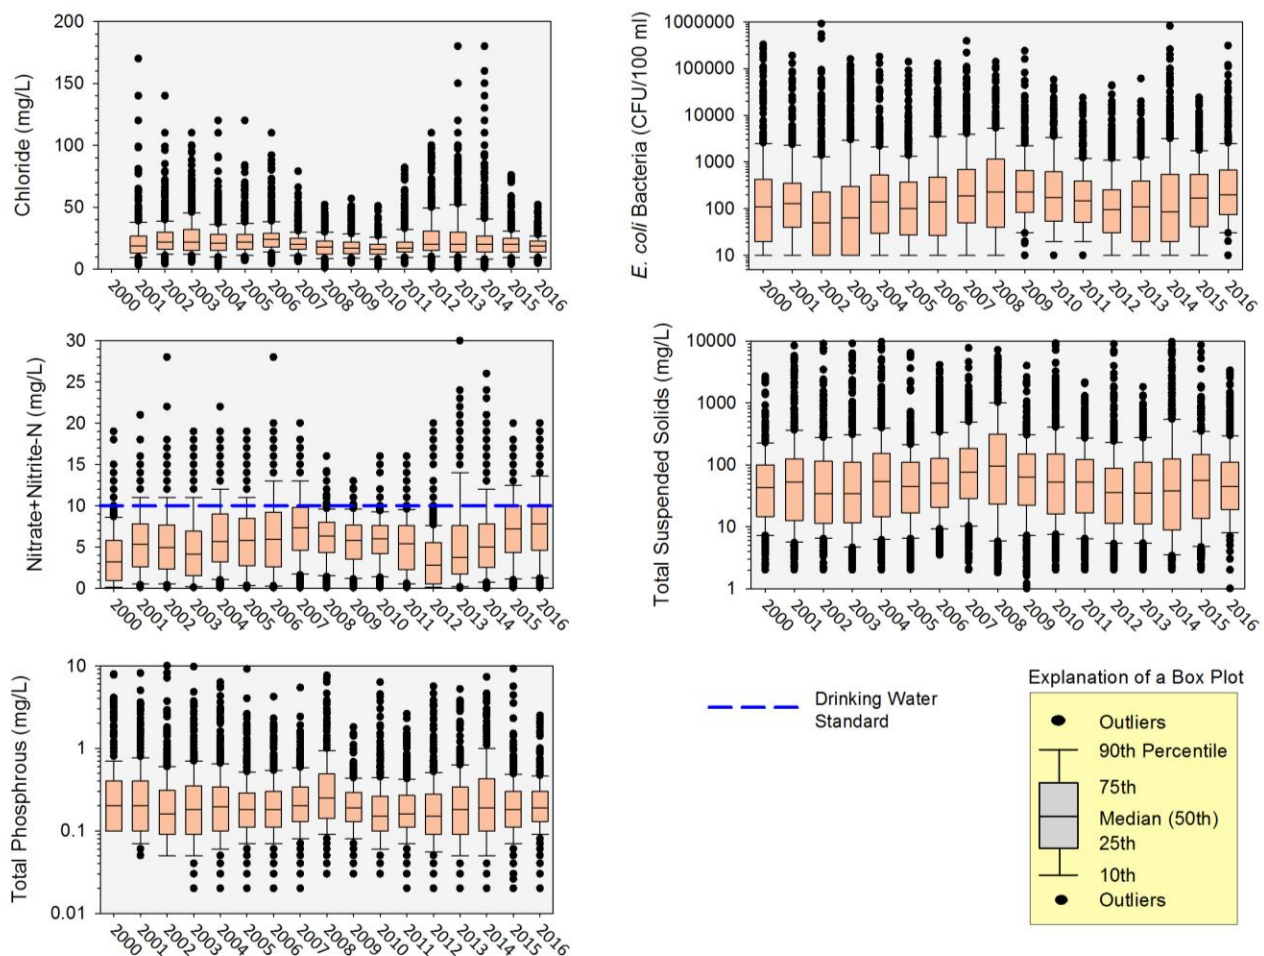 Chloride (mg/L)
200
150
100
50
0
2000 2001 2002 2003 2004 2005 2006 2007 2008 2009 2010 2011 2012 2013 2014 2015 2016
E. coli Bacteria (CFU/100 ml)
1000000
100000
10000
1000
100
10
2000 2001 2002 2003 2004 2005 2006 2007 2008 2009 2010 2011 2012 2013 2014 2015 2016
Nitrate+Nitrite-N (mg/L)
30
25
20
15
10
5
0
2000 2001 2002 2003 2004 2005 2006 2007 2008 2009 2010 2011 2012 2013 2014 2015 2016
Total Suspended Solids (mg/L)
10000
1000
100
10
1
2000 2001 2002 2003 2004 2005 2006 2007 2008 2009 2010 2011 2012 2013 2014 2015 2016
Total Phosphrous (mg/L)
10
1
0.1
0.01
2000 2001 2002 2003 2004 2005 2006 2007 2008 2009 2010 2011 2012 2013 2014 2015 2016
Drinking Water
Standard
Explanation of a Box Plot
Outliers
90th Percentile
75th
Median (50th)
25th
10th
Outliers